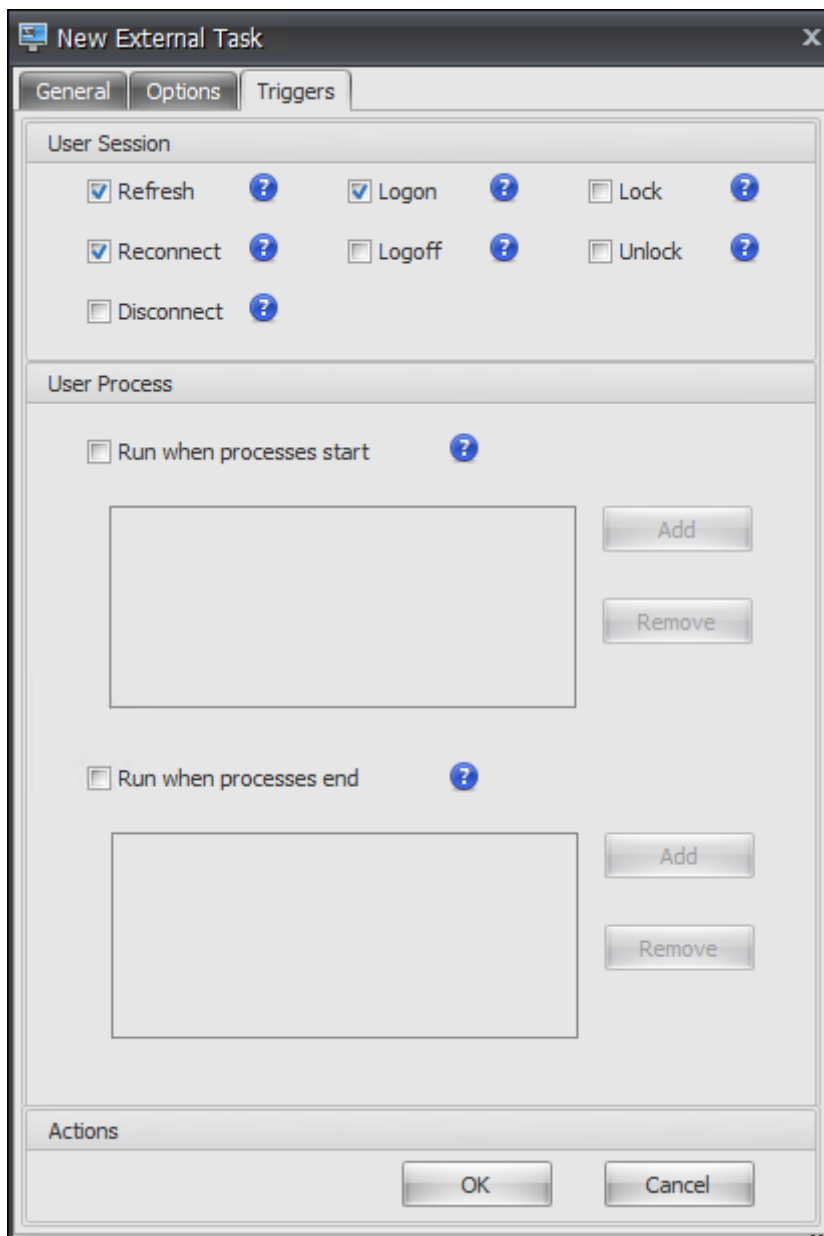 New External Task x
General Options Triggers
User Session
Refresh ? Logon ? Lock ?
Reconnect ? Logoff ? Unlock ?
Disconnect ?
User Process
Run when processes start ?
Add
Remove
Run when processes end ?
Add
Remove
Actions
OK Cancel